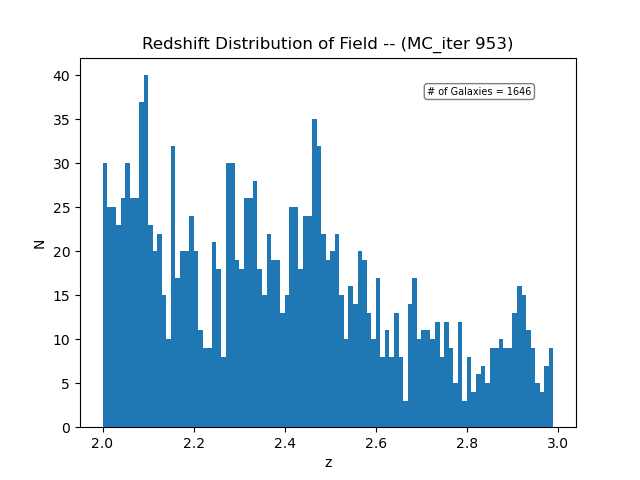 Redshift Distribution of Field -- (MC_iter 953)
# of Galaxies = 1646
40
35
30
25
20
15
10
5
0
N
2.0 2.2 2.4 2.6 2.8 3.0
z